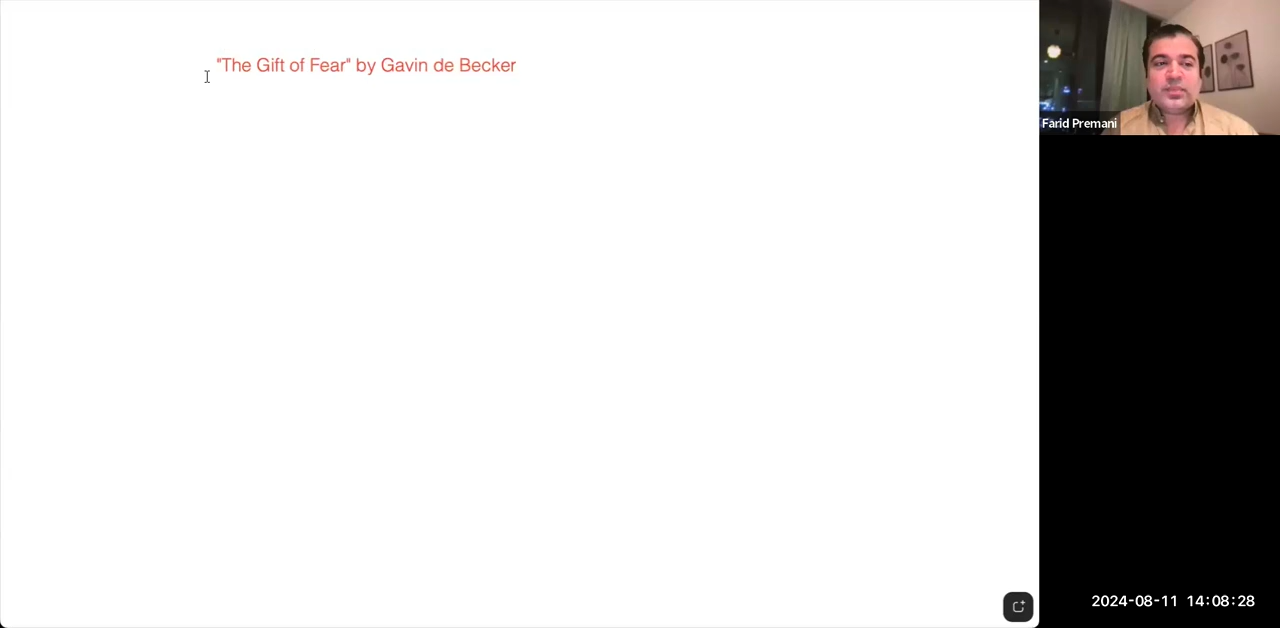 "The Gift of Fear" by Gavin de Becker
Farid Premani
2024-08-11 14:08:28